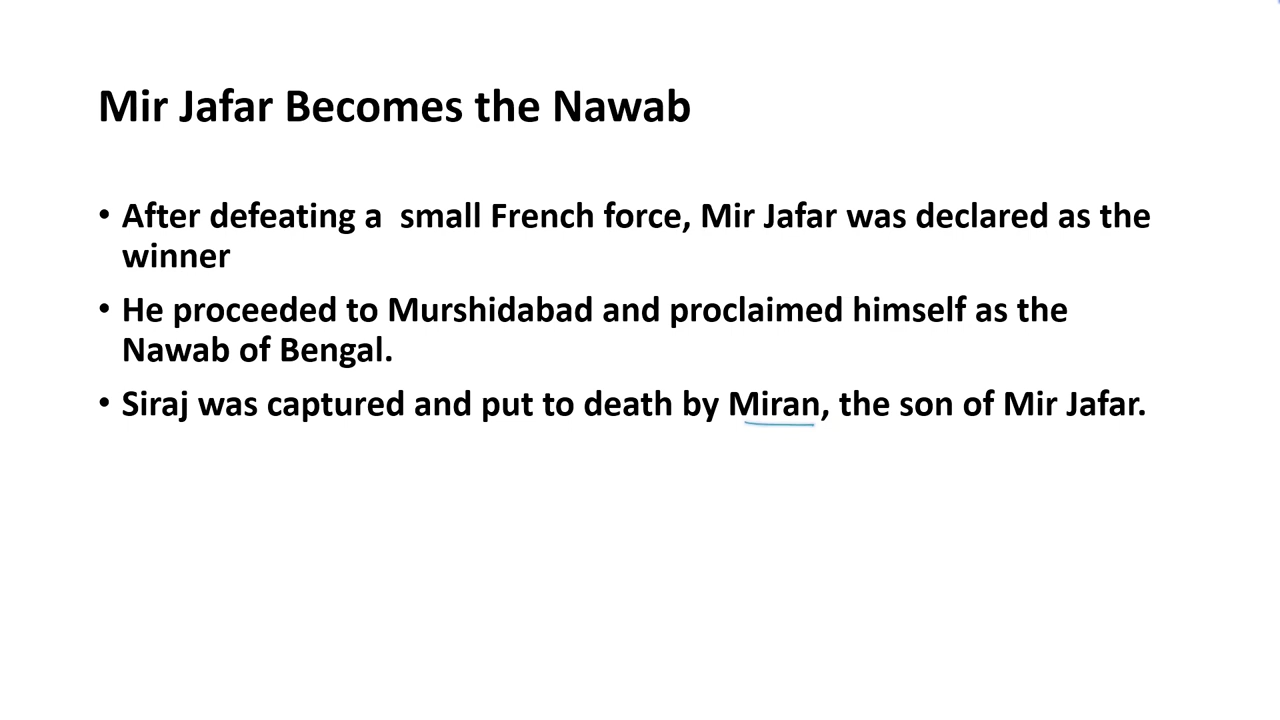 Mir Jafar Becomes the Nawab
• After defeating a  small French force, Mir Jafar was declared as the
winner
• He proceeded to Murshidabad and proclaimed himself as the
Nawab of Bengal.
• Siraj was captured and put to death by Miran, the son of Mir Jafar.